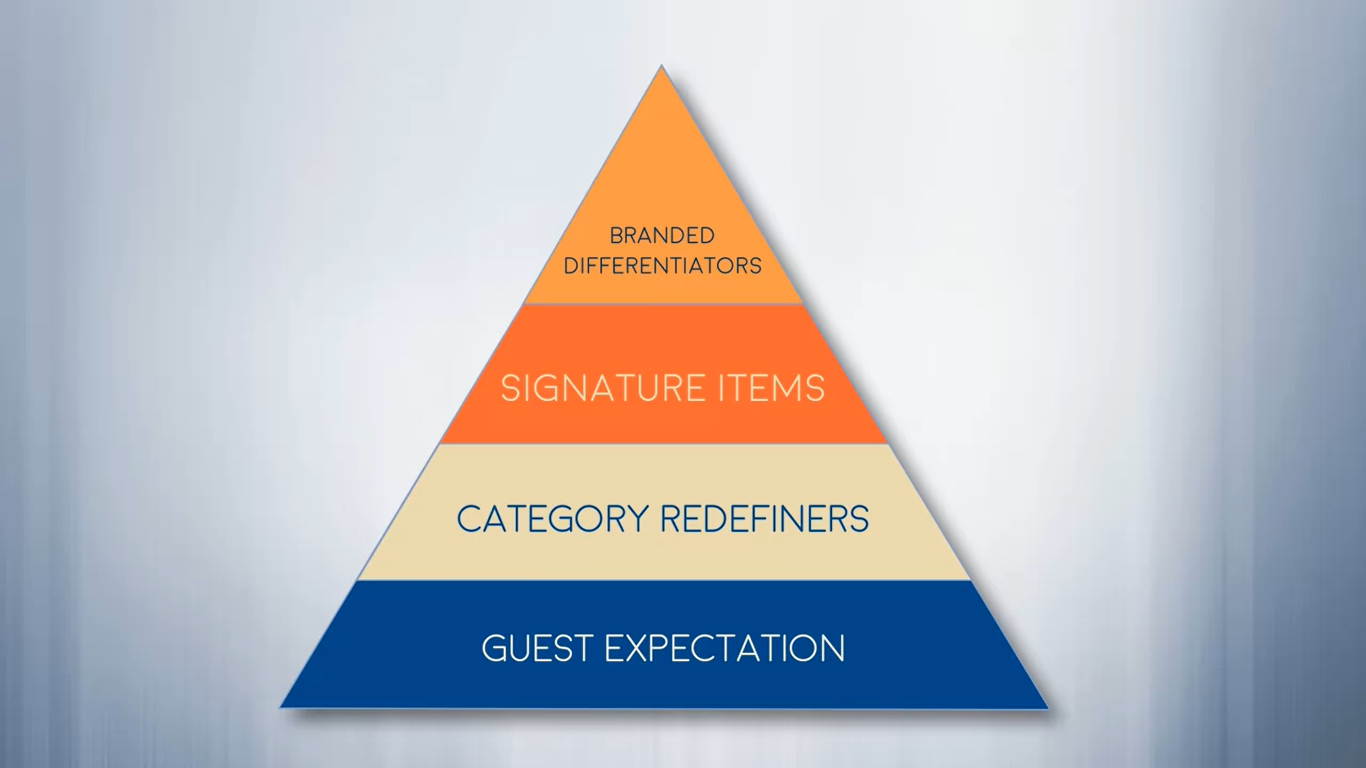 BRANDED
DIFFERENTIATORS
SIGNATURE ITEMS
CATEGORY REDEFINERS
GUEST EXPECTATION